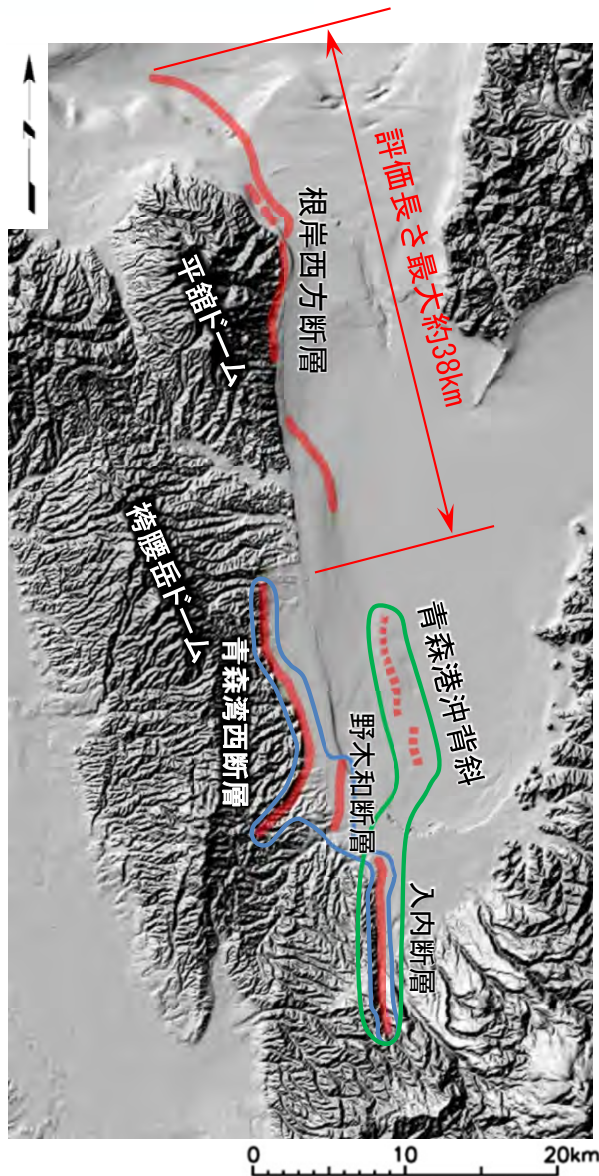 評価長さ最大約38km
根岸西方断層
平舘ドーム
袴腰岳ドーム
青森港沖背斜
青森湾西断層
野木和断層
入内断層
0 10 20km